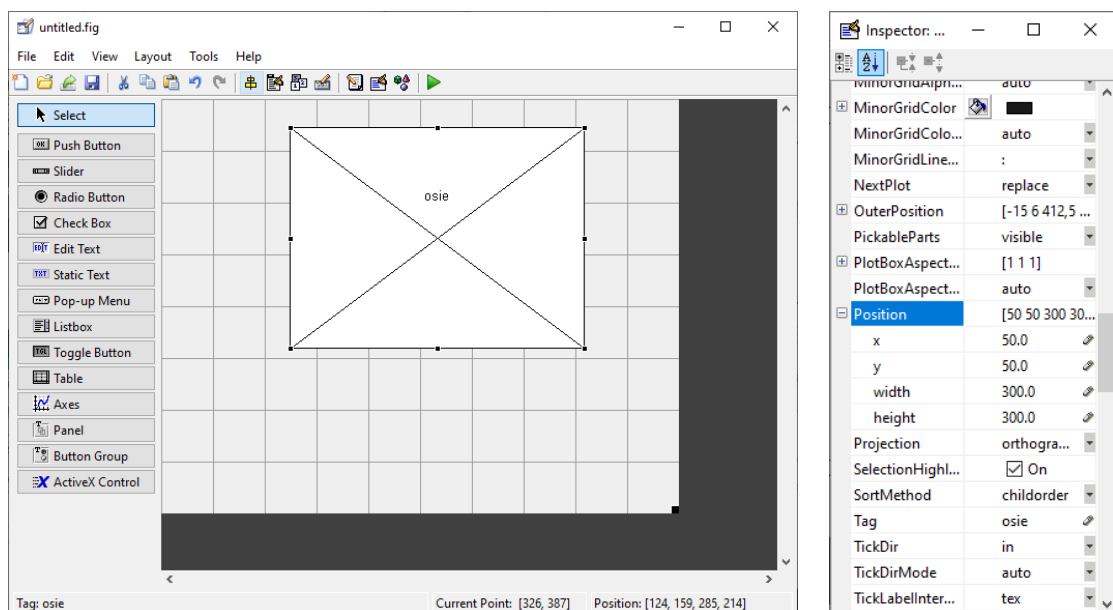 untitled.fig
File Edit View Layout Tools Help
Select
Push Button
Slider
Radio Button
Check Box
Edit Text
Static Text
Pop-up Menu
Listbox
Toggle Button
Table
Axes
Panel
Button Group
ActiveX Control
osie
Tag: osie
Current Point: [326, 387]
Position: [124, 159, 285, 214]
Inspector: ...
MinorGridAlph... auto
MinorGridColor
MinorGridColo... auto
MinorGridLine... :
NextPlot replace
OuterPosition [-15 6 412,5 ...
PickableParts visible
PlotBoxAspect... [1 1 1]
PlotBoxAspect... auto
Position [50 50 300 30...
x 50.0
y 50.0
width 300.0
height 300.0
Projection orthogra...
SelectionHighl... On
SortMethod childorder
Tag osie
TickDir in
TickDirMode auto
TickLabelInter... tex